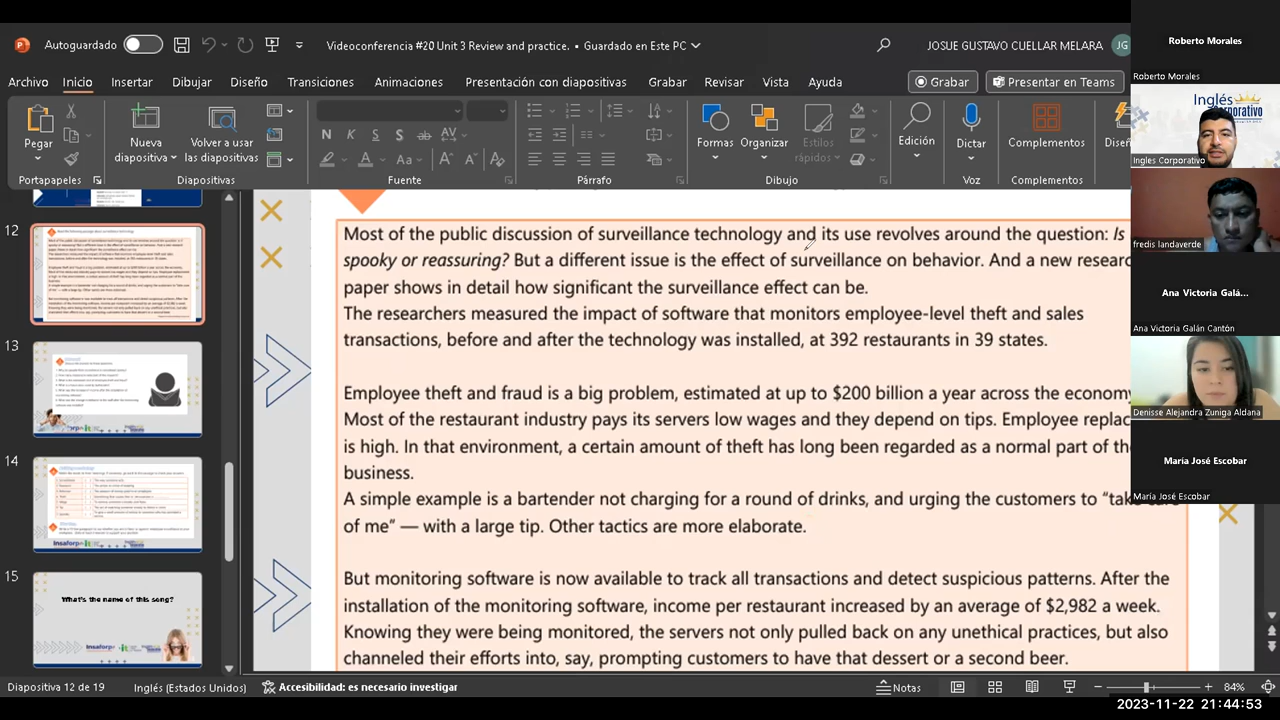 Autoguardado
Videoconferencia #20 Unit 3 Review and practice. • Guardado en Este PC
JOSUE GUSTAVO CUELLAR MELARA
JG
Archivo Inicio Insertar Dibujar Diseño Transiciones Animaciones Presentación con diapositivas Grabar Revisar Vista Ayuda
Grabar
Presentar en Teams
Pegar
Nueva diapositiva
Volver a usar las diapositivas
Formas
Organizar
Estilos rápidos
Edición
Dictar
Complementos
Portapapeles
Diapositivas
Fuente
Párrafo
Dibujo
Voz
Complementos
12
13
14
15
What's the name of this song?
Most of the public discussion of surveillance technology and its use revolves around the question: Is
spooky or reassuring? But a different issue is the effect of surveillance on behavior. And a new researc
paper shows in detail how significant the surveillance effect can be.
The researchers measured the impact of software that monitors employee-level theft and sales
transactions, before and after the technology was installed, at 392 restaurants in 39 states.
Employee theft and fraud is a big problem, estimated at up to $200 billion a year across the economy
Most of the restaurant industry pays its servers low wages and they depend on tips. Employee replac
is high. In that environment, a certain amount of theft has long been regarded as a normal part of the
business.
A simple example is a bartender not charging for a round of drinks, and urging the customers to “take care
of me” — with a large tip. Other tactics are more elaborate.
But monitoring software is now available to track all transactions and detect suspicious patterns. After the
installation of the monitoring software, income per restaurant increased by an average of $2,982 a week.
Knowing they were being monitored, the servers not only pulled back on any unethical practices, but also
channeled their efforts into, say, prompting customers to have that dessert or a second beer.
Roberto Morales
Roberto Morales
Inglés Corporativo
Ingles Corporativo
fredis landaverde
Ana Victoria Galá...
Ana Victoria Galán Cantón
Denisse Alejandra Zuniga Aldana
María José Escobar
María José Escobar
Diapositiva 12 de 19
Inglés (Estados Unidos)
Accesibilidad: es necesario investigar
Notas
84%
2023-11-22 21:44:53